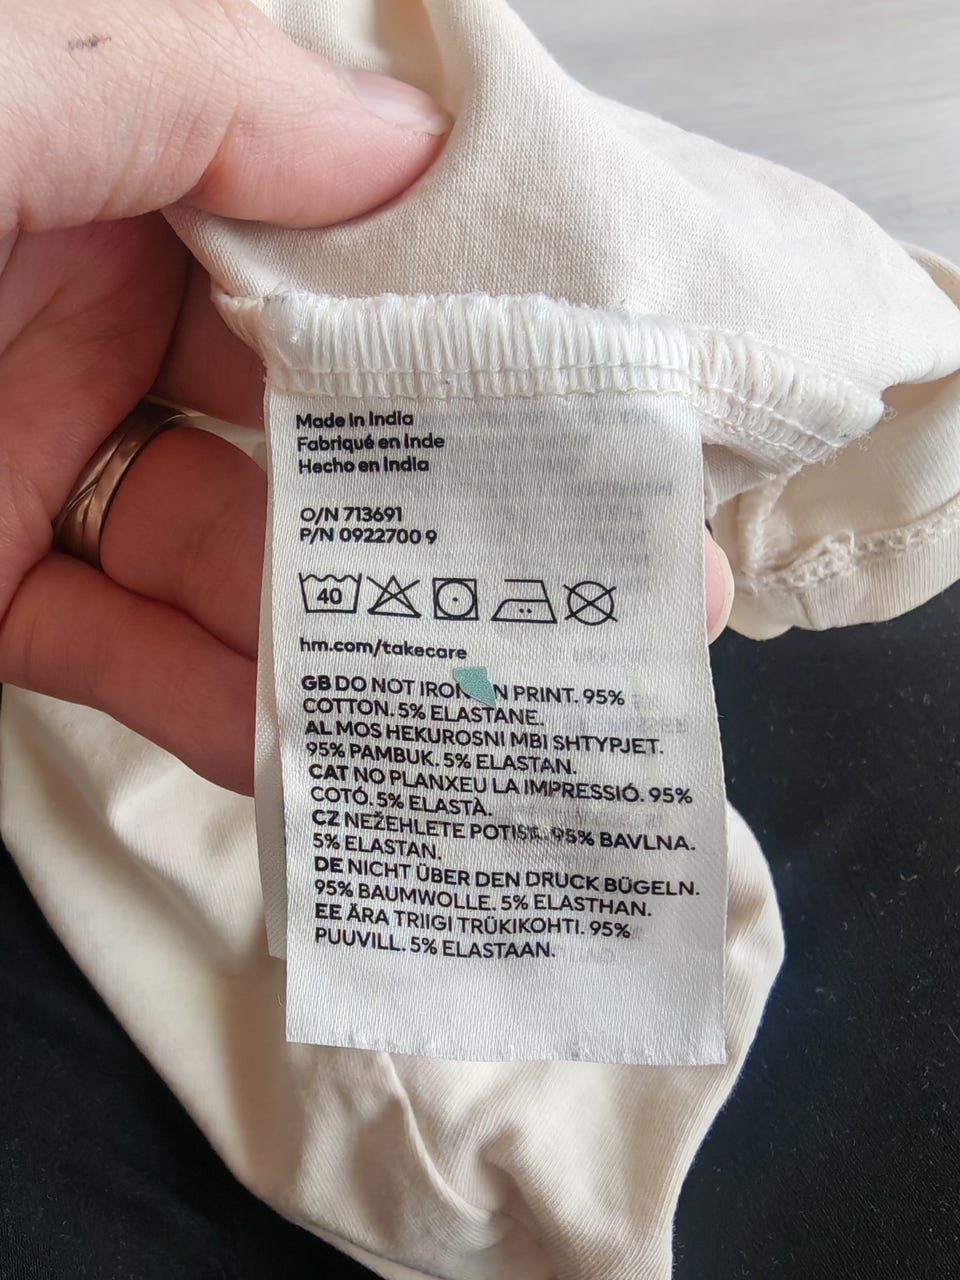 Made in India
Fabriqué en Inde
Hecho en India
O/N 713691
P/N 0922700 9
40
hm.com/takecare
GB DO NOT IRON PRINT. 95%
COTTON. 5% ELASTANE.
AL MOS HEKUROSNI MBI SHTYPJET.
95% PAMBUK. 5% ELASTAN.
CAT NO PLANXEU LA IMPRESSIÓ. 95%
COTÓ. 5% ELASTÀ.
CZ NEŽEHLETE POTISK. 95% BAVLNA.
5% ELASTAN.
DE NICHT ÜBER DEN DRUCK BÜGELN.
95% BAUMWOLLE. 5% ELASTHAN.
EE ÄRA TRIIGI TRÜKIKOHTI. 95%
PUUVILL. 5% ELASTAAN.